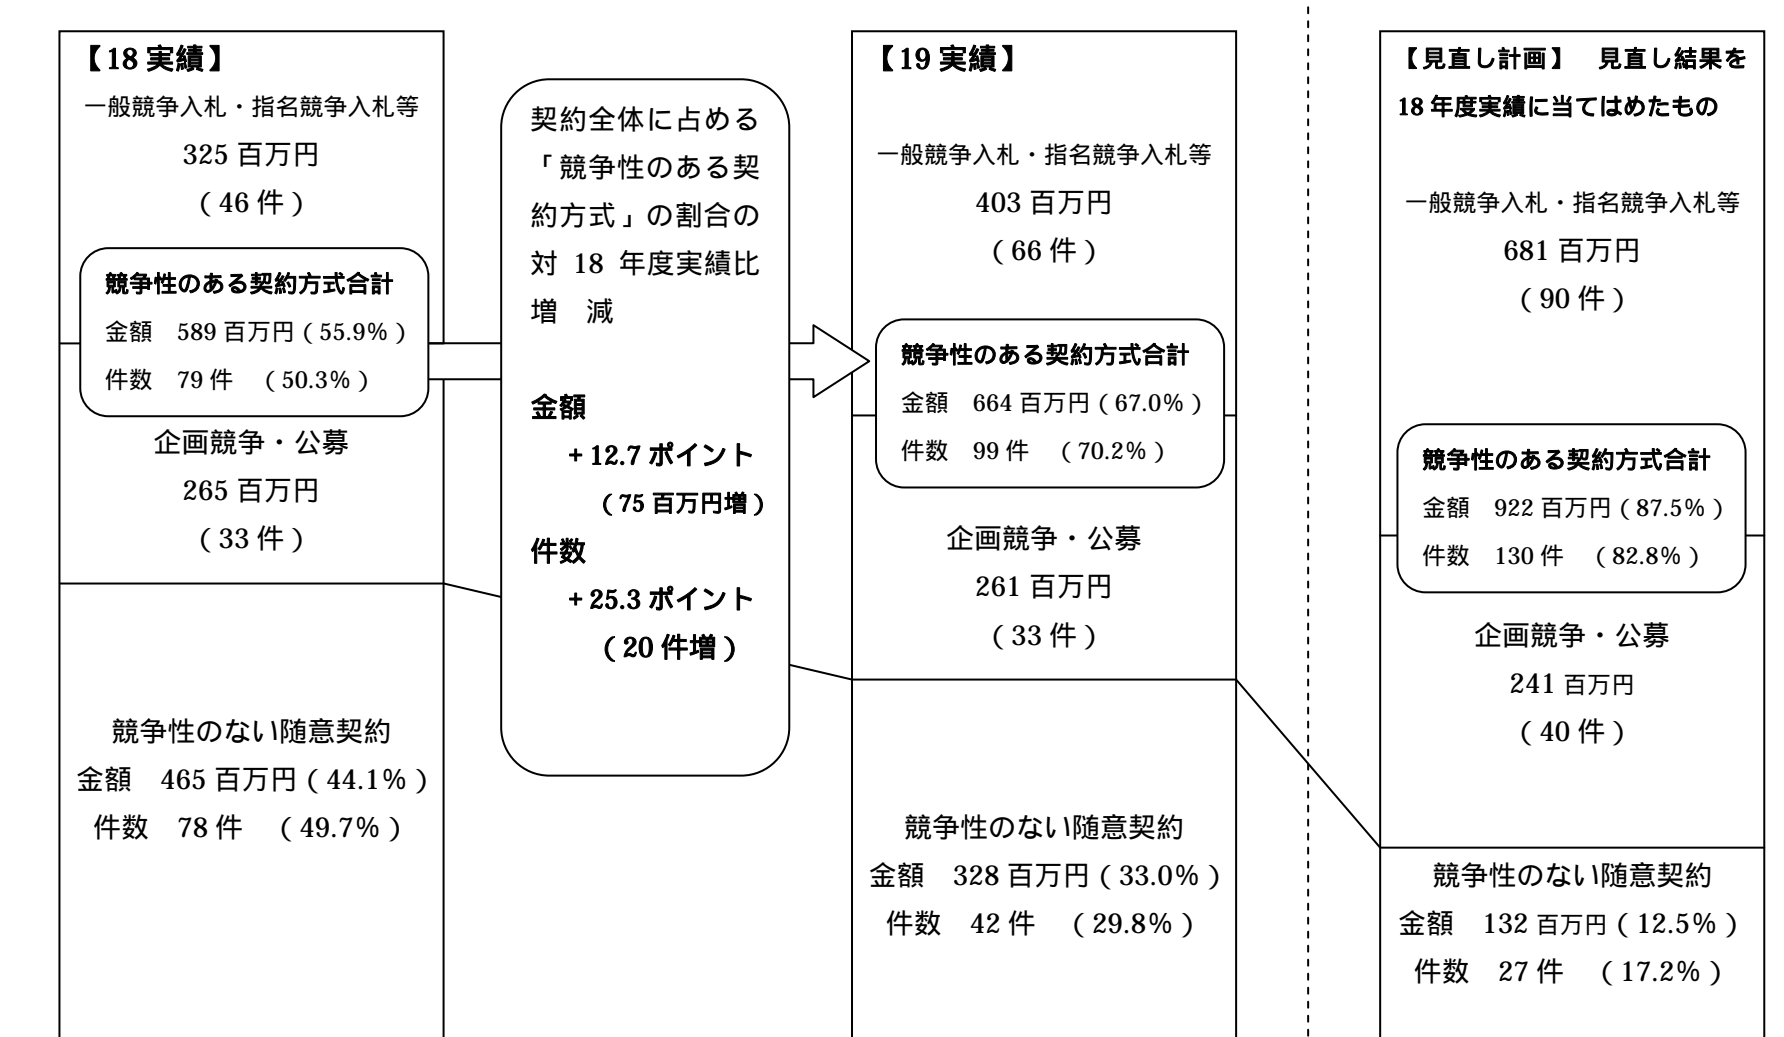 【18 実績】
一般競争入札・指名競争入札等
325 百万円
(46 件)
競争性のある契約方式合計
金額　589 百万円(55.9%)
件数　79 件　(50.3%)
企画競争・公募
265 百万円
(33 件)
競争性のない随意契約
金額　465 百万円(44.1%)
件数　78 件　(49.7%)
契約全体に占める
「競争性のある契
約方式」の割合の
対 18 年度実績比
増　減
金額
+12.7 ポイント
(75 百万円増)
件数
+25.3 ポイント
(20 件増)
【19 実績】
一般競争入札・指名競争入札等
403 百万円
(66 件)
競争性のある契約方式合計
金額　664 百万円(67.0%)
件数　99 件　(70.2%)
企画競争・公募
261 百万円
(33 件)
競争性のない随意契約
金額　328 百万円(33.0%)
件数　42 件　(29.8%)
【見直し計画】　見直し結果を
18 年度実績に当てはめたもの
一般競争入札・指名競争入札等
681 百万円
(90 件)
競争性のある契約方式合計
金額　922 百万円(87.5%)
件数　130 件　(82.8%)
企画競争・公募
241 百万円
(40 件)
競争性のない随意契約
金額　132 百万円(12.5%)
件数　27 件　(17.2%)